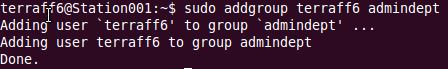 terraff6@Station001:~$ sudo addgroup terraff6 admindept
Adding user `terraff6' to group `admindept' ...
Adding user terraff6 to group admindept
Done.